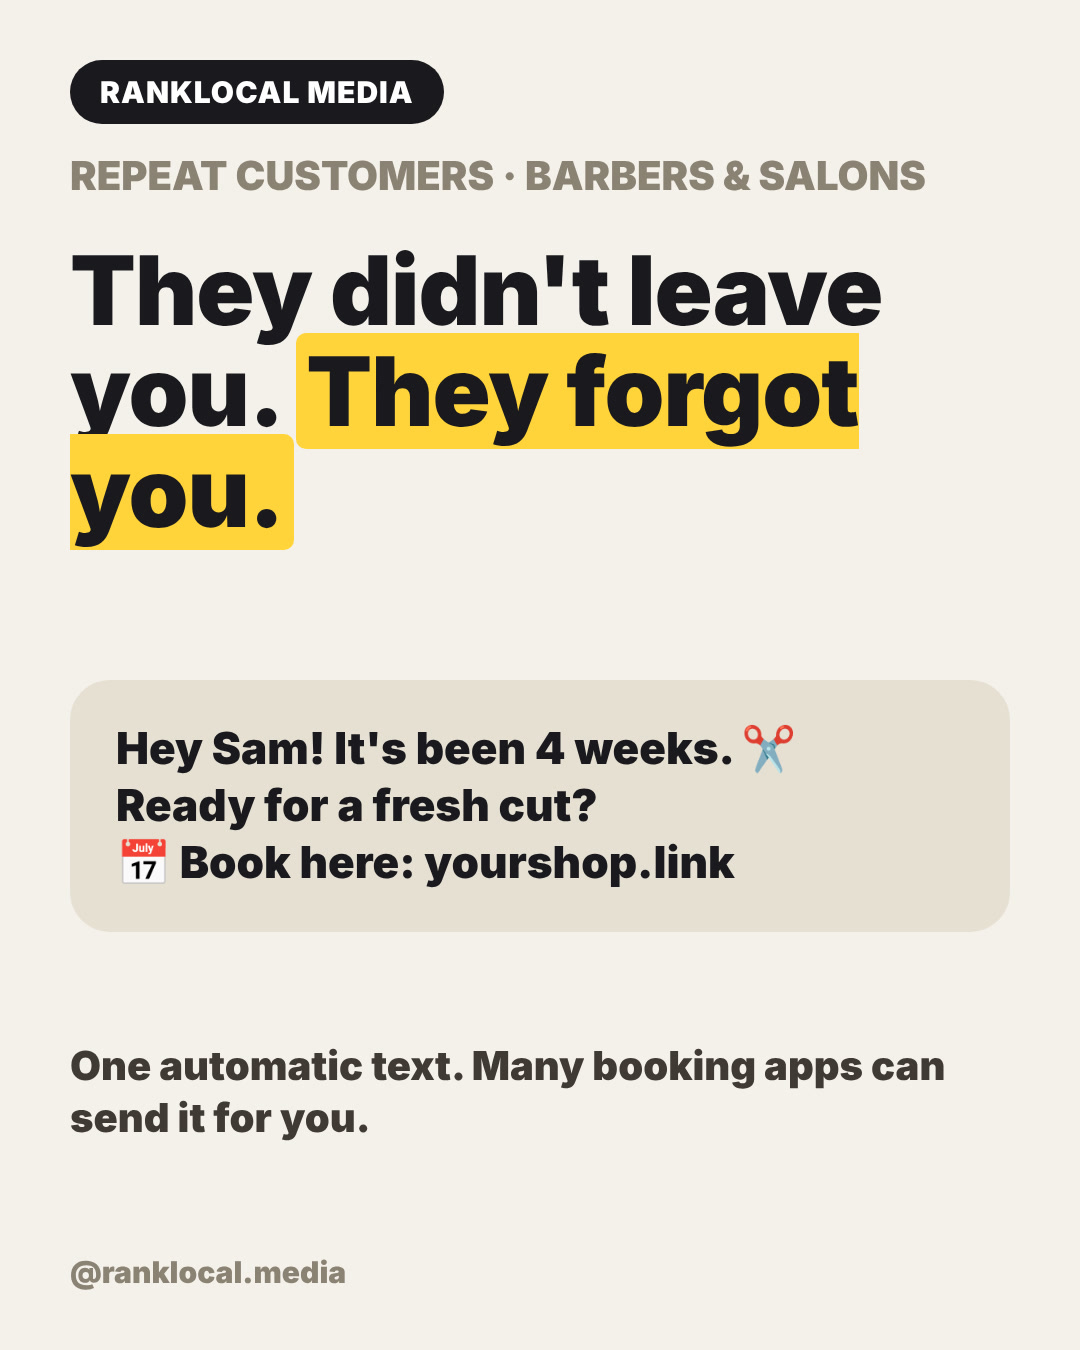 RANKLOCAL MEDIA
REPEAT CUSTOMERS · BARBERS & SALONS
They didn't leave
you. They forgot
you.
Hey Sam! It's been 4 weeks. ✂️
Ready for a fresh cut?
📅 Book here: yourshop.link
One automatic text. Many booking apps can
send it for you.
@ranklocal.media